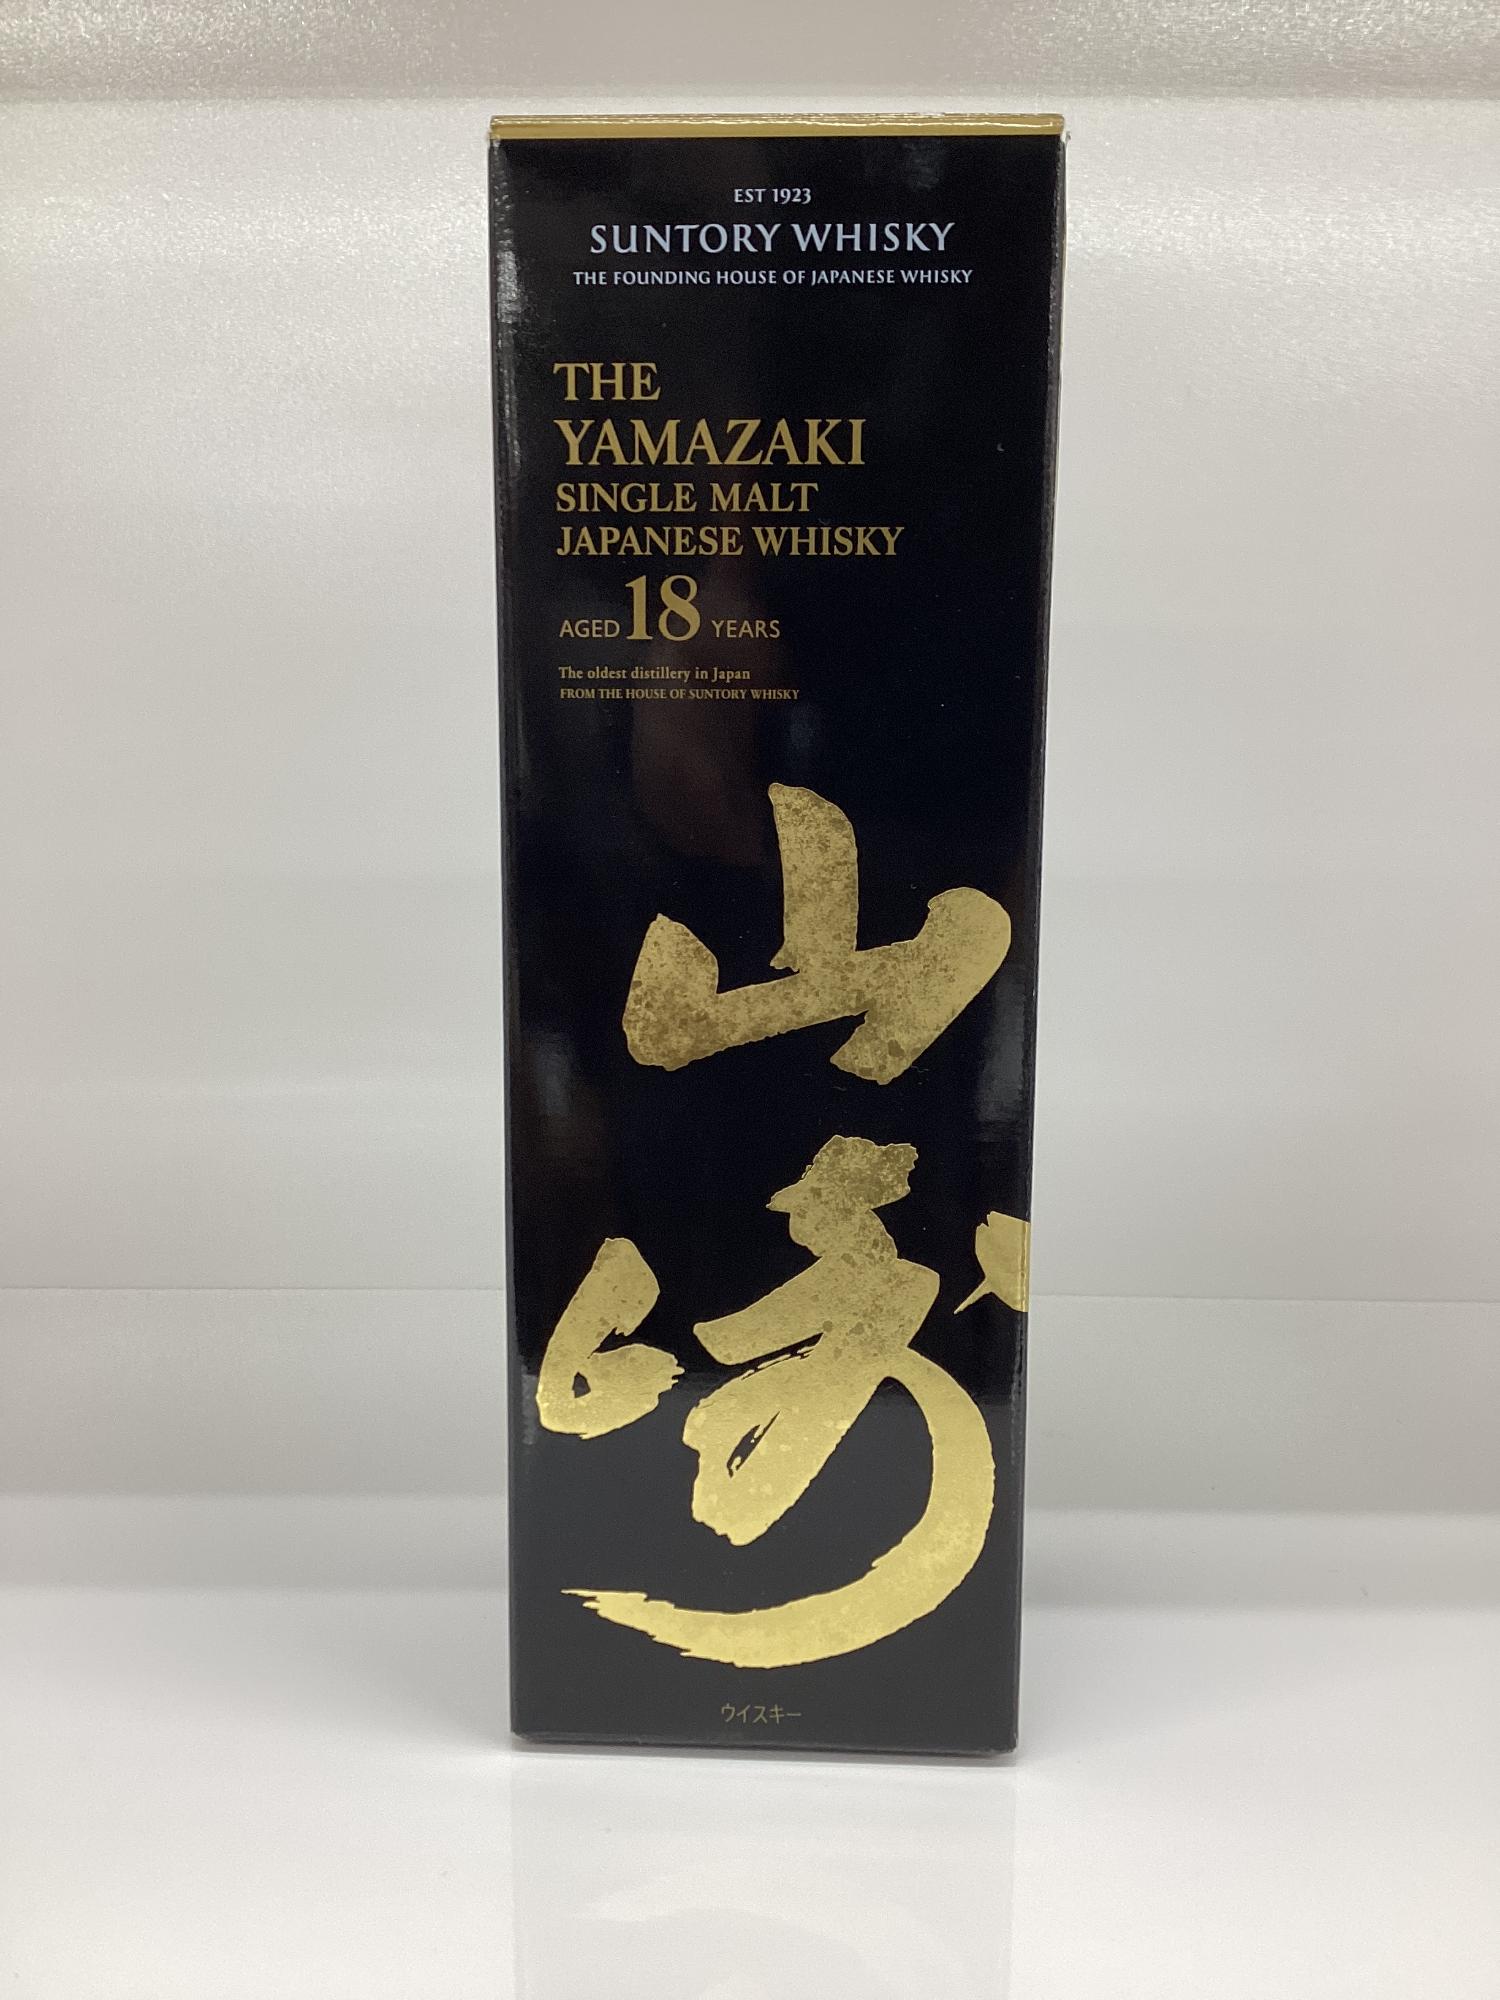 EST 1923
SUNTORY WHISKY
THE FOUNDING HOUSE OF JAPANESE WHISKY
THE
YAMAZAKI
SINGLE MALT
JAPANESE WHISKY
AGED 18 YEARS
The oldest distillery in Japan
FROM THE HOUSE OF SUNTORY WHISKY
山
崎
ウイスキー